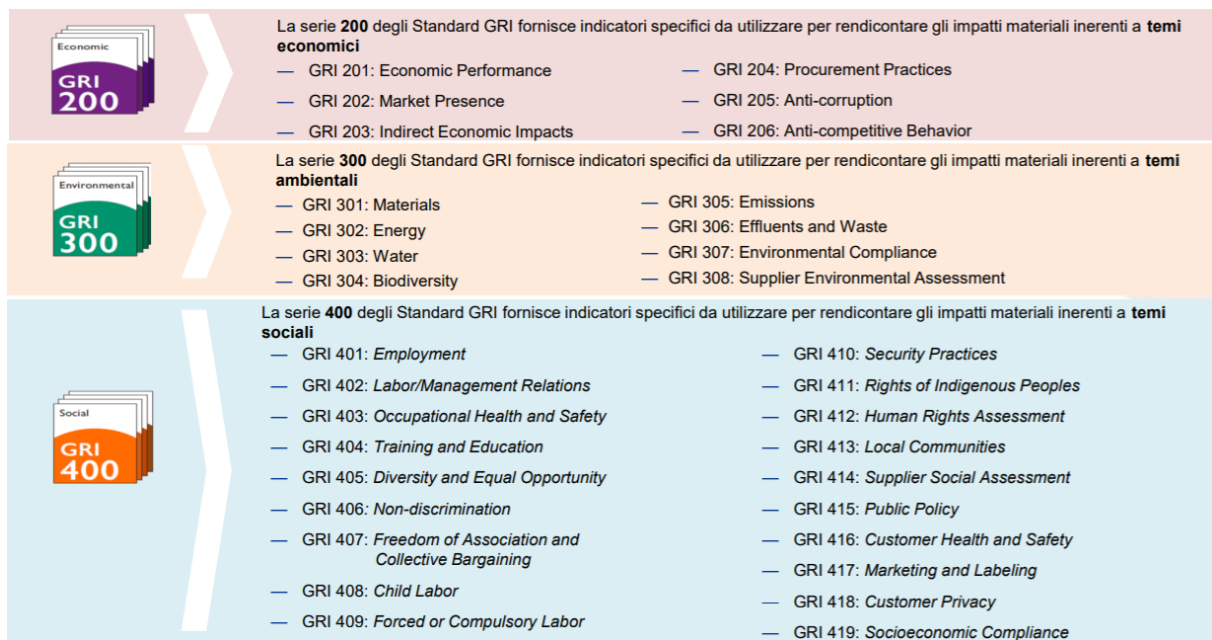 Economic
GRI
200
La serie 200 degli Standard GRI fornisce indicatori specifici da utilizzare per rendicontare gli impatti materiali inerenti a temi
economici
— GRI 201: Economic Performance
— GRI 202: Market Presence
— GRI 203: Indirect Economic Impacts
— GRI 204: Procurement Practices
— GRI 205: Anti-corruption
— GRI 206: Anti-competitive Behavior
Environmental
GRI
300
La serie 300 degli Standard GRI fornisce indicatori specifici da utilizzare per rendicontare gli impatti materiali inerenti a temi
ambientali
— GRI 301: Materials
— GRI 302: Energy
— GRI 303: Water
— GRI 304: Biodiversity
— GRI 305: Emissions
— GRI 306: Effluents and Waste
— GRI 307: Environmental Compliance
— GRI 308: Supplier Environmental Assessment
Social
GRI
400
La serie 400 degli Standard GRI fornisce indicatori specifici da utilizzare per rendicontare gli impatti materiali inerenti a temi
sociali
— GRI 401: Employment
— GRI 402: Labor/Management Relations
— GRI 403: Occupational Health and Safety
— GRI 404: Training and Education
— GRI 405: Diversity and Equal Opportunity
— GRI 406: Non-discrimination
— GRI 407: Freedom of Association and
Collective Bargaining
— GRI 408: Child Labor
— GRI 409: Forced or Compulsory Labor
— GRI 410: Security Practices
— GRI 411: Rights of Indigenous Peoples
— GRI 412: Human Rights Assessment
— GRI 413: Local Communities
— GRI 414: Supplier Social Assessment
— GRI 415: Public Policy
— GRI 416: Customer Health and Safety
— GRI 417: Marketing and Labeling
— GRI 418: Customer Privacy
— GRI 419: Socioeconomic Compliance